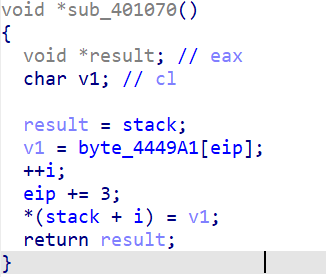 void *sub_401070()
{
  void *result; // eax
  char v1; // cl

  result = stack;
  v1 = byte_4449A1[eip];
  ++i;
  eip += 3;
  *(stack + i) = v1;
  return result;
}